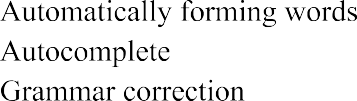 Automatically forming words
Autocomplete
Grammar correction